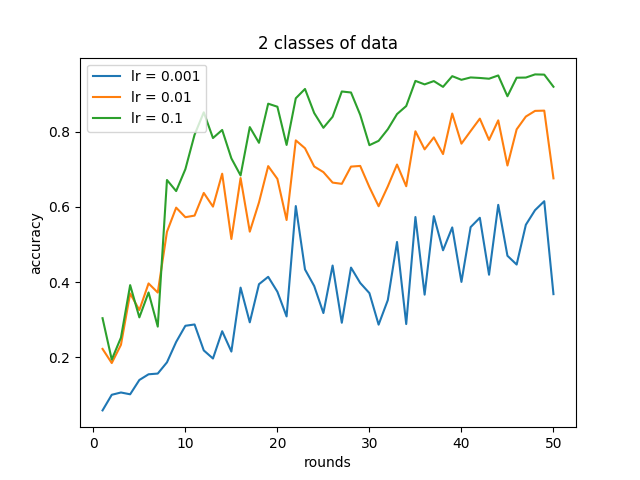 2 classes of data
lr = 0.001
lr = 0.01
lr = 0.1
accuracy
0.8
0.6
0.4
0.2
0 10 20 30 40 50
rounds